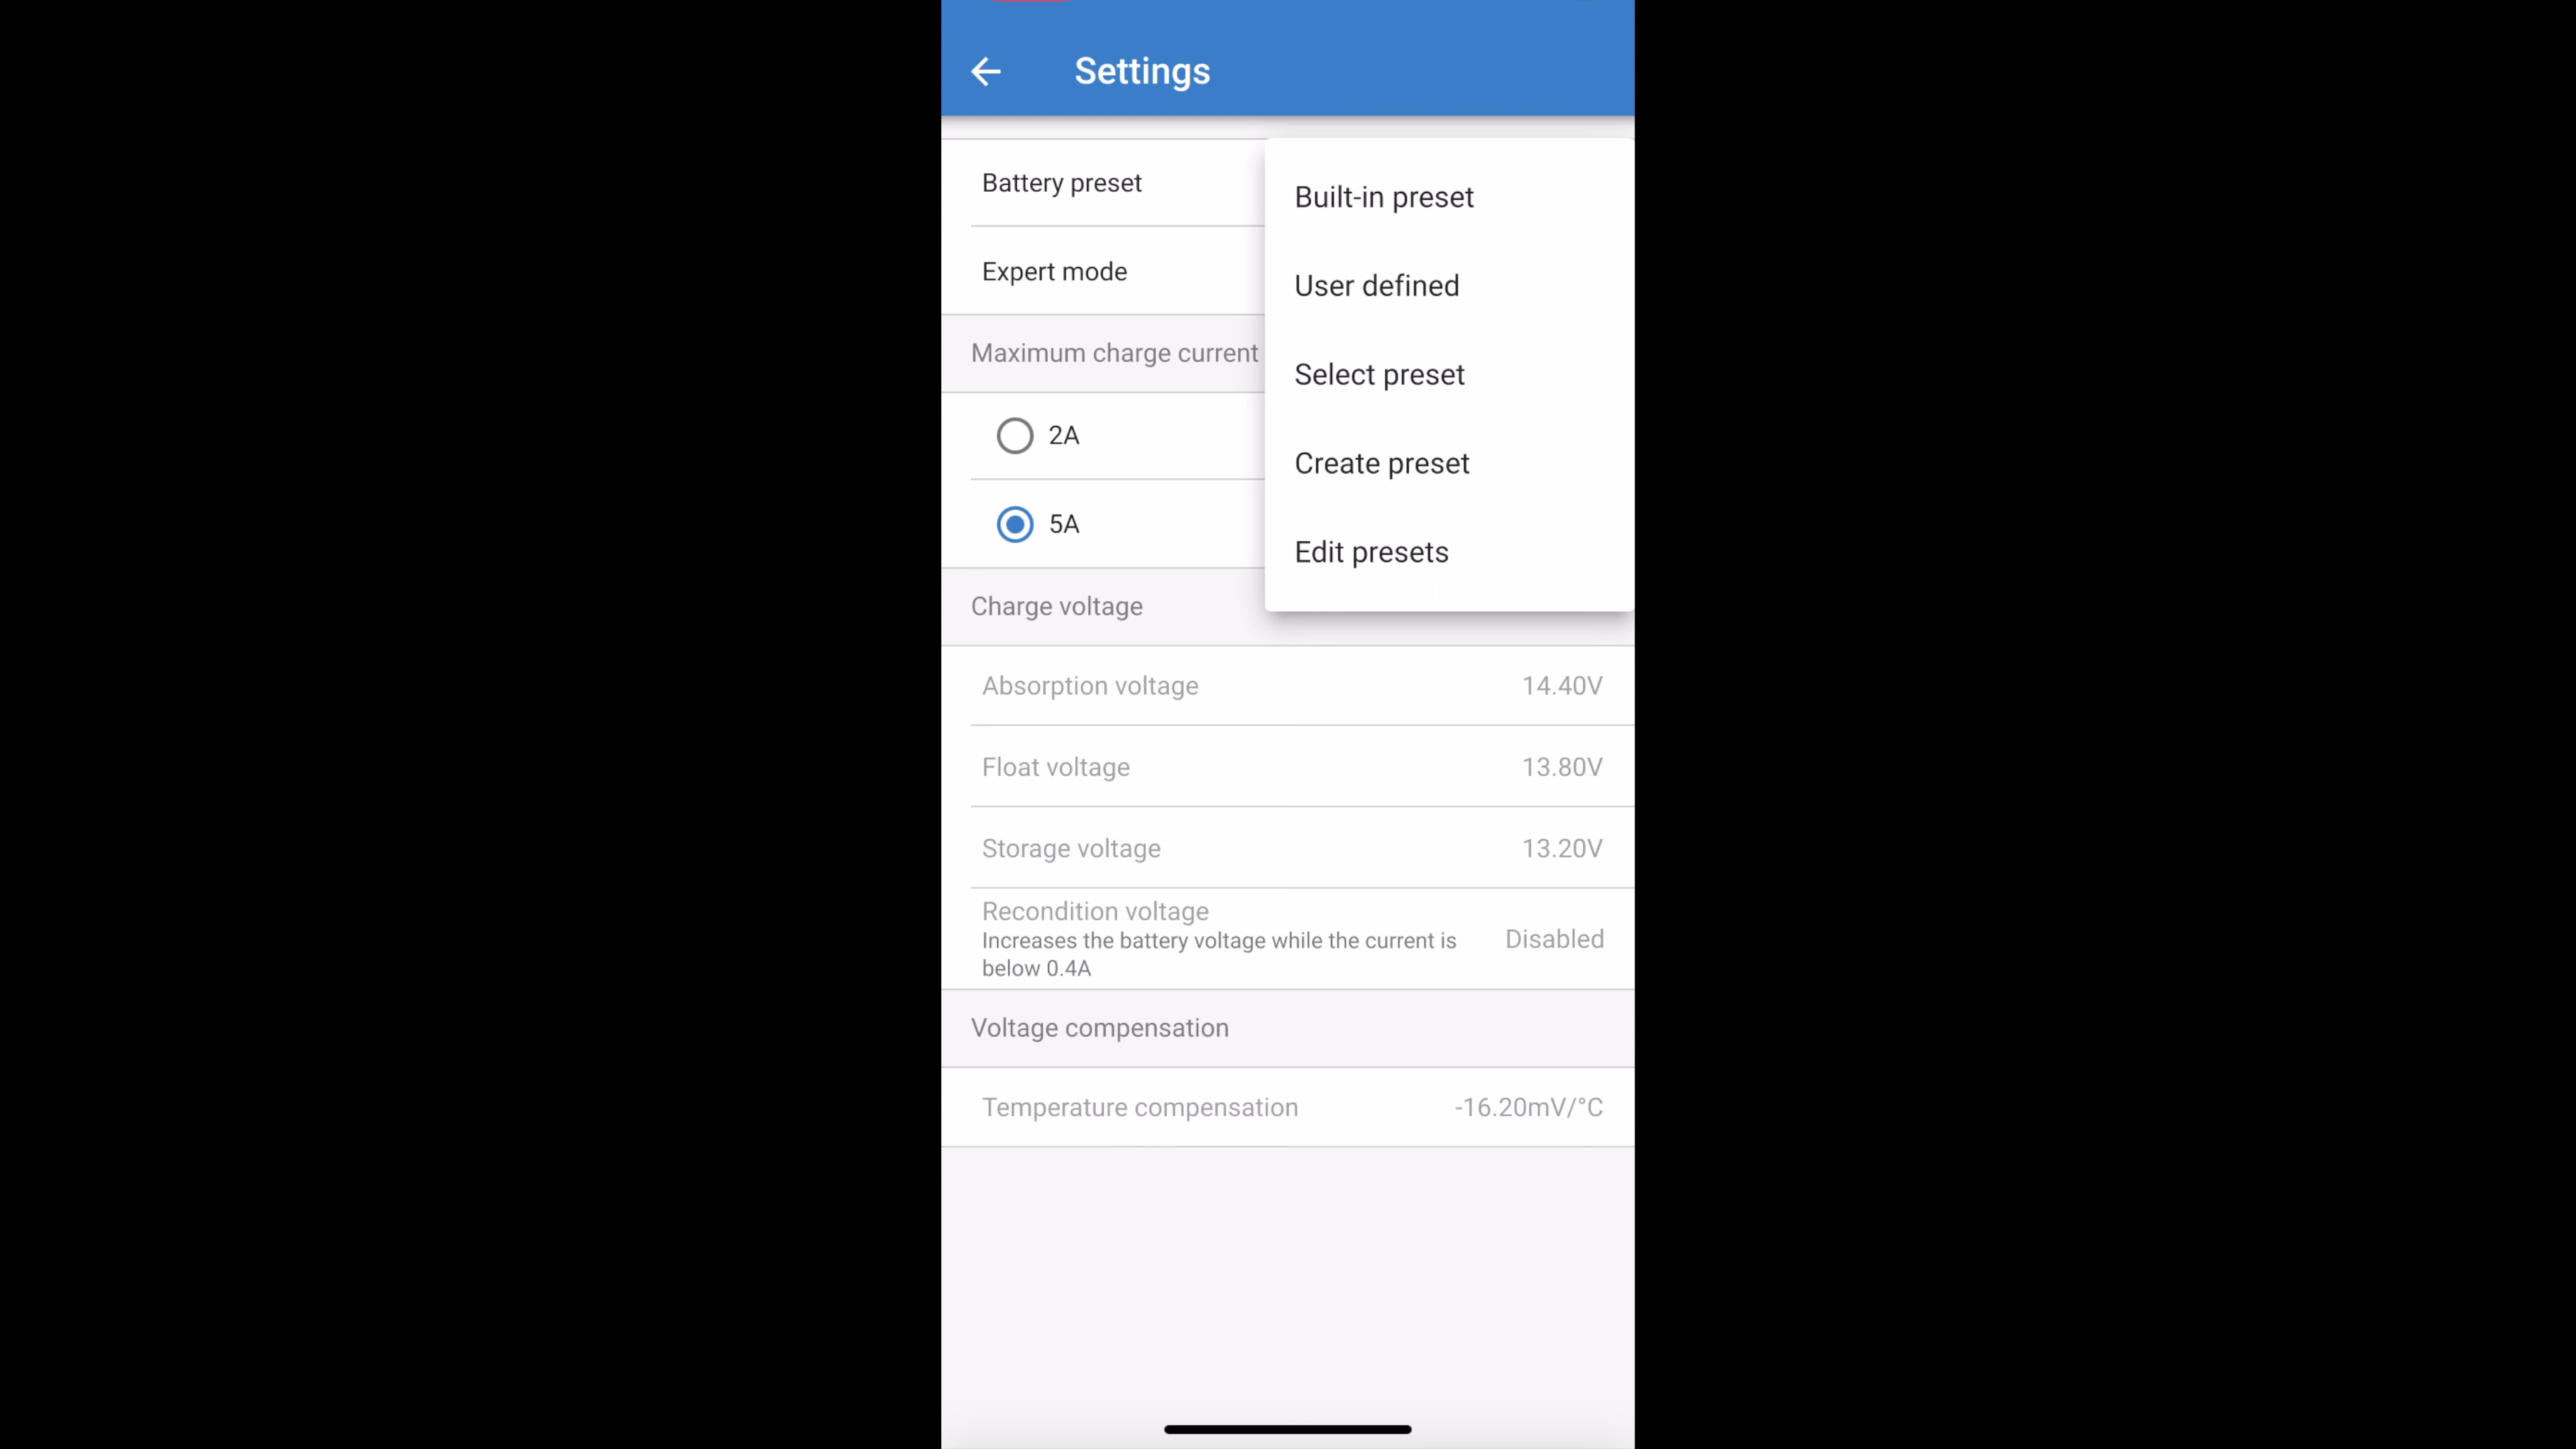 Settings
Battery preset
Built-in preset
User defined
Expert mode
Select preset
Maximum charge current
Create preset
2A
Edit presets
5A
Charge voltage
Absorption voltage 14.40V
Float voltage 13.80V
Storage voltage 13.20V
Recondition voltage
Increases the battery voltage while the current is
below 0.4A
Disabled
Voltage compensation
Temperature compensation -16.20mV/°C